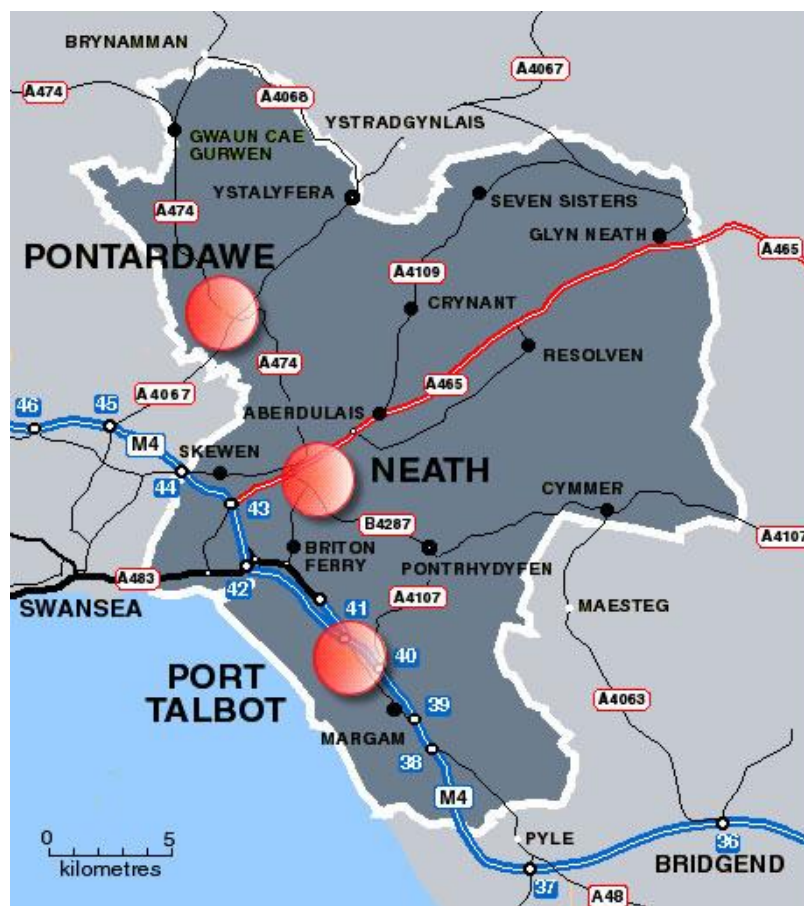 BRYNAMMAN
A474
A4068
A4067
YSTRADGYNLAIS
GWAUN CAE
GURWEN
YSTALYFERA
SEVEN SISTERS
A474
GLYN NEATH
A465
PONTARDAWE
A4109
CRYNANT
A474
RESOLVEN
A4067
A465
46
45
ABERDULAIS
M4
SKEWEN
NEATH
44
CYMMER
43
B4287
A4107
BRITON
FERRY
PONTRHYDYFEN
A483
42
SWANSEA
A4107
MAESTEG
41
40
PORT
TALBOT
A4063
39
MARGAM
38
M4
0
5
kilometres
PYLE
36
BRIDGEND
37
A48